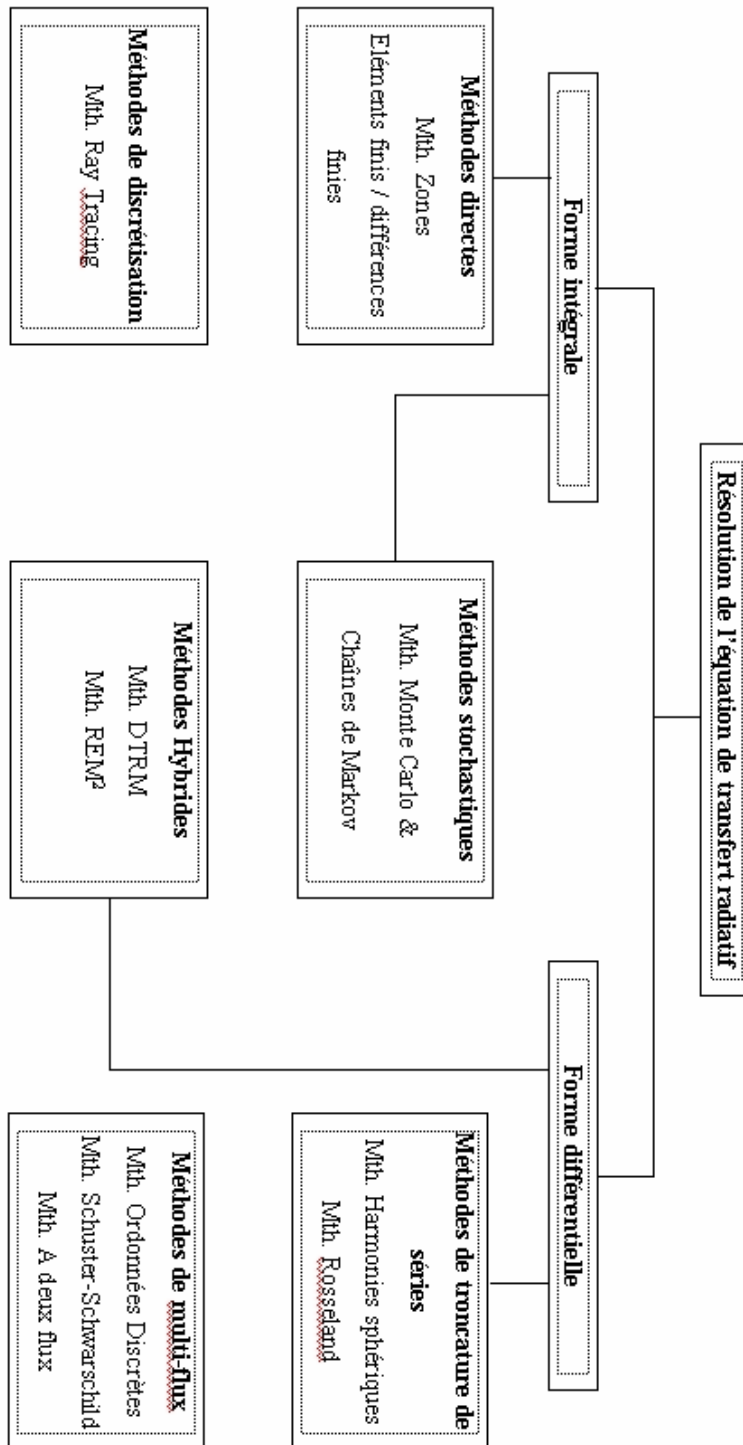 Résolution de l'équation de transfert radiatif
Forme intégrale
Forme différentielle
Méthodes directes
Mth. Zones
Eléments finis / différences
finies
Méthodes stochastiques
Mth. Monte Carlo &
Chaînes de Markov
Méthodes de troncature de
séries
Mth. Harmonies sphériques
Mth. Rosseland
Méthodes de discrétisation
Mth. Ray Tracing
Méthodes Hybrides
Mth. DTRM
Mth. REM²
Méthodes de multi-flux
Mth. Ordonnées Discrètes
Mth. Schuster-Schwarschild
Mth. A deux flux